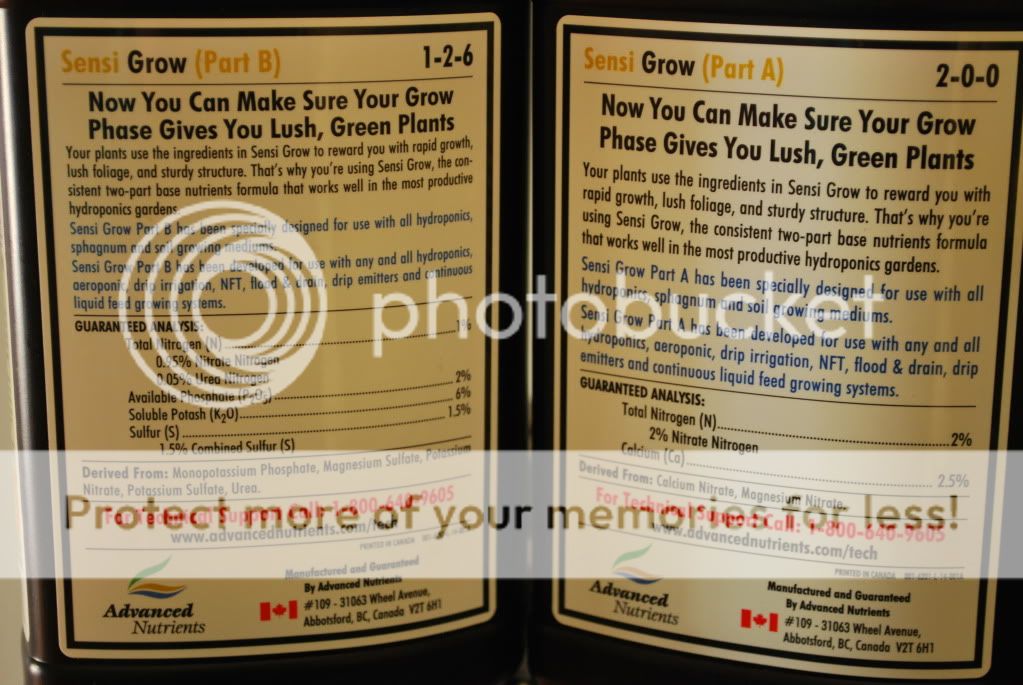 Sensi Grow (Part B) 1-2-6
Now You Can Make Sure Your Grow
Phase Gives You Lush, Green Plants
Your plants use the ingredients in Sensi Grow to reward you with rapid growth,
lush foliage, and sturdy structure. That's why you're using Sensi Grow, the con-
sistent two-part base nutrients formula that works well in the most productive
hydroponics gardens.
Sensi Grow Part B has been specially designed for use with all hydroponics,
sphagnum and soil growing mediums.
Sensi Grow Part B has been developed for use with any and all hydroponics,
aeroponic, drip irrigation, NFT, flood & drain, drip emitters and continuous
liquid feed growing systems.
GUARANTEED ANALYSIS:
Total Nitrogen (N) 1%
0.95% Nitrate Nitrogen
0.05% Urea Nitrogen
Available Phosphate (P₂O₅) 2%
Soluble Potash (K₂O) 6%
Sulfur (S) 1.5%
1.5% Combined Sulfur (S)
Derived From: Monopotassium Phosphate, Magnesium Sulfate, Potassium
Nitrate, Potassium Sulfate, Urea.
For Technical Support Call: 1-800-640-9605
www.advancednutrients.com/tech
PRINTED IN CANADA
Manufactured and Guaranteed
By Advanced Nutrients
#109 - 31063 Wheel Avenue,
Abbotsford, BC, Canada V2T 6H1
Advanced
Nutrients
Sensi Grow (Part A) 2-0-0
Now You Can Make Sure Your Grow
Phase Gives You Lush, Green Plants
Your plants use the ingredients in Sensi Grow to reward you with
rapid growth, lush foliage, and sturdy structure. That's why you're
using Sensi Grow, the consistent two-part base nutrients formula
that works well in the most productive hydroponics gardens.
Sensi Grow Part A has been specially designed for use with all
hydroponics, sphagnum and soil growing mediums.
Sensi Grow Part A has been developed for use with any and all
hydroponics, aeroponic, drip irrigation, NFT, flood & drain, drip
emitters and continuous liquid feed growing systems.
GUARANTEED ANALYSIS:
Total Nitrogen (N) 2%
2% Nitrate Nitrogen
Calcium (Ca) 2.5%
Derived From: Calcium Nitrate, Magnesium Nitrate.
For Technical Support Call: 1-800-640-9605
www.advancednutrients.com/tech
PRINTED IN CANADA
Manufactured and Guaranteed
By Advanced Nutrients
#109 - 31063 Wheel Avenue,
Abbotsford, BC, Canada V2T 6H1
Advanced
Nutrients
photobucket
Protect more of your memories for less!